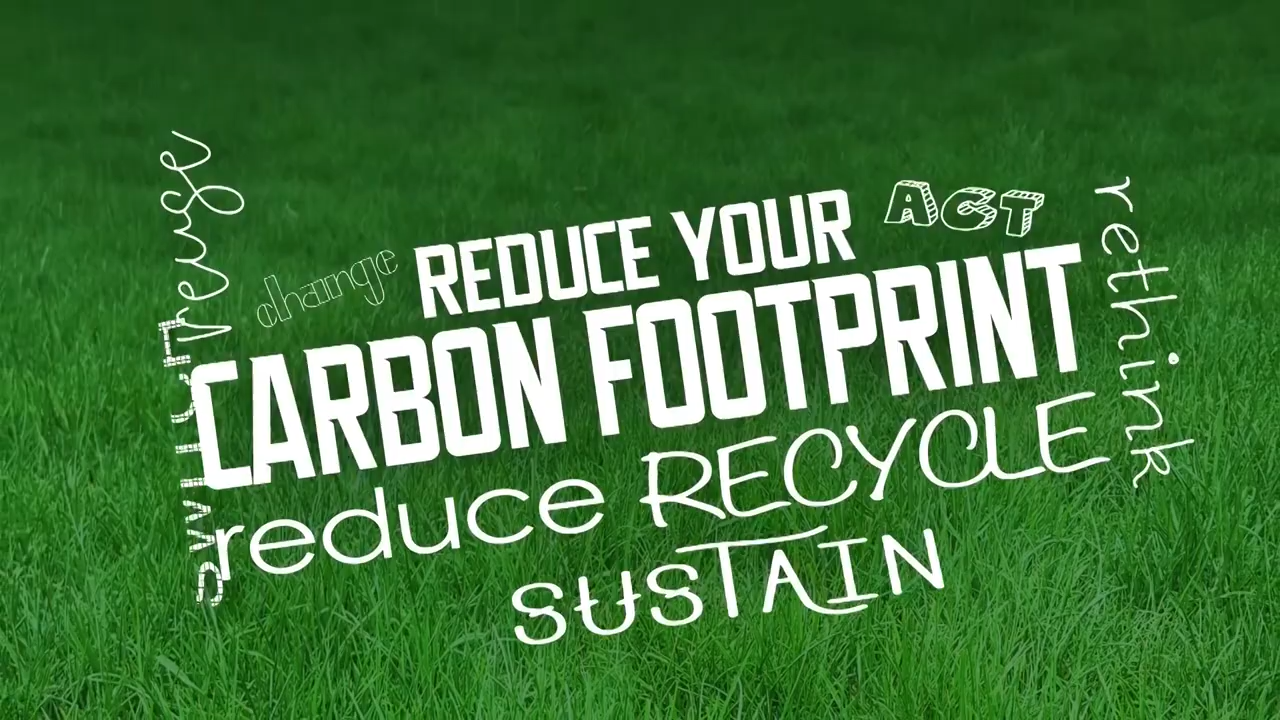 reuse
change
REDUCE YOUR
ACT
CARBON FOOTPRINT
rethink
reduce RECYCLE
SUSTAIN